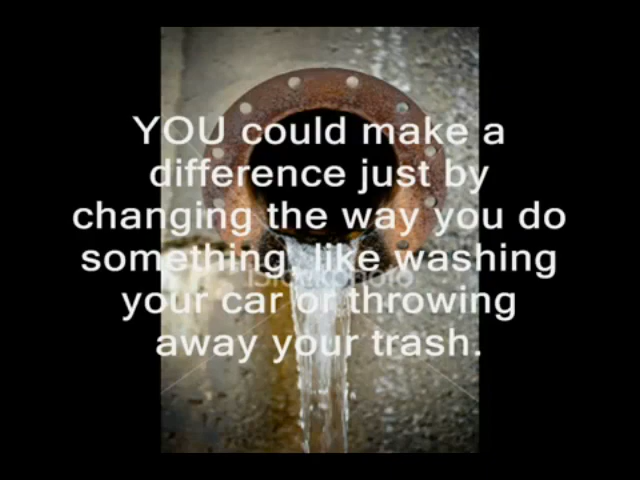 YOU could make a
difference just by
changing the way you do
something, like washing
your car or throwing
away your trash.
iStockphoto